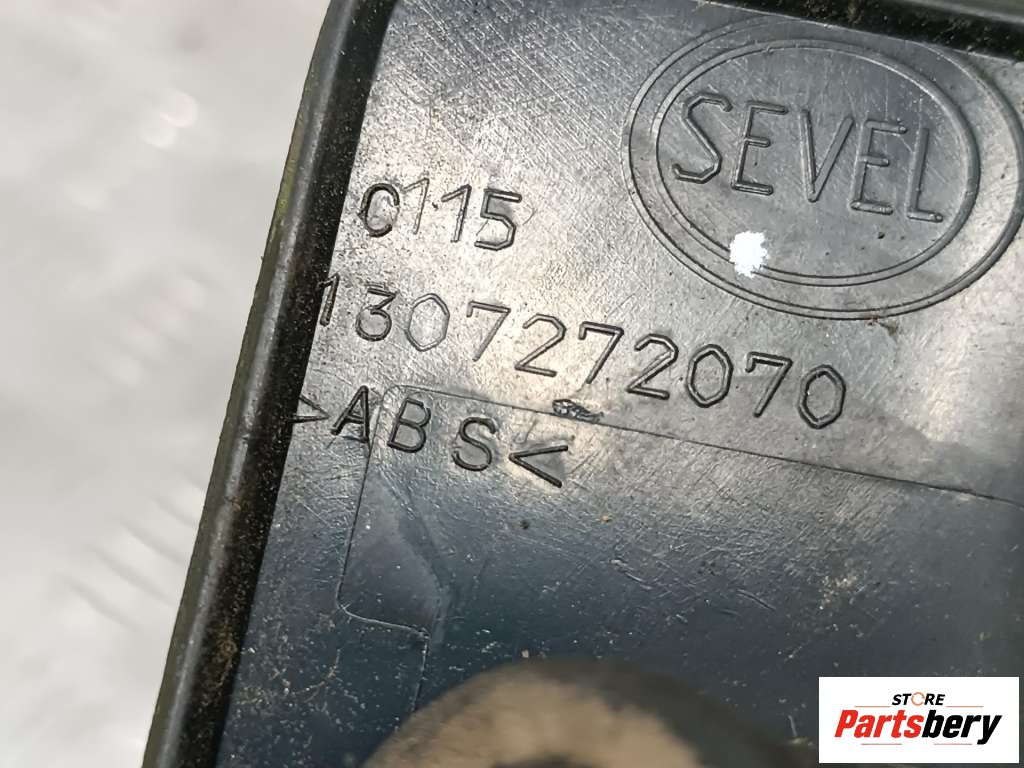 SEVEL
C115
1307272070
>ABS<
STORE
Partsbery